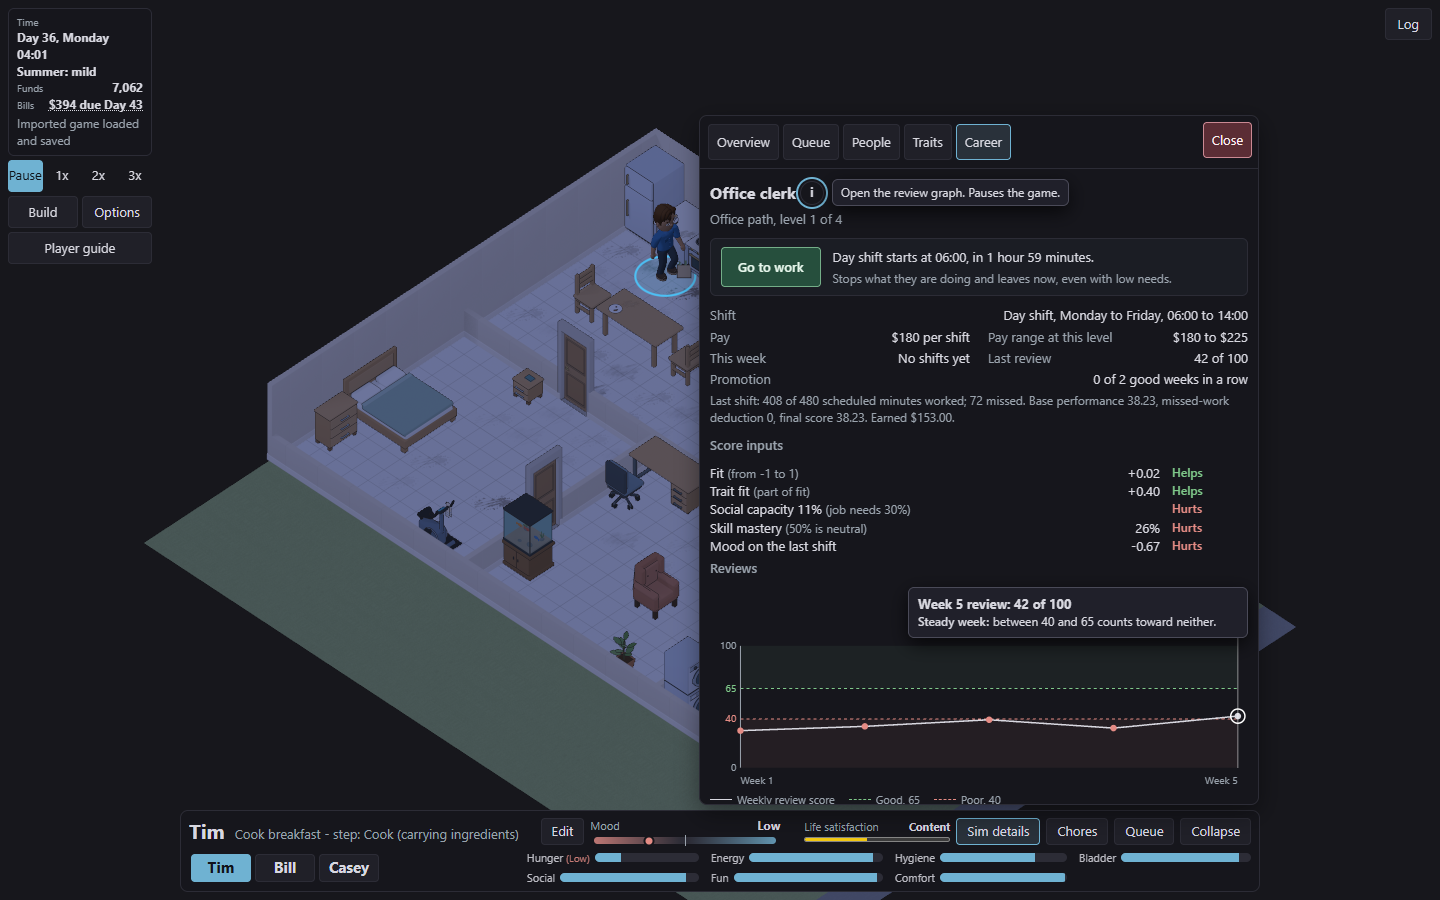 Time
Day 36, Monday
04:01
Summer: mild
Funds 7,062
Bills $394 due Day 43
Imported game loaded
and saved
Pause 1x 2x 3x
Build Options
Player guide
Log
Overview Queue People Traits Career Close
Office clerk i Open the review graph. Pauses the game.
Office path, level 1 of 4
Go to work
Day shift starts at 06:00, in 1 hour 59 minutes.
Stops what they are doing and leaves now, even with low needs.
Shift Day shift, Monday to Friday, 06:00 to 14:00
Pay $180 per shift Pay range at this level $180 to $225
This week No shifts yet Last review 42 of 100
Promotion 0 of 2 good weeks in a row
Last shift: 408 of 480 scheduled minutes worked; 72 missed. Base performance 38.23, missed-work
deduction 0, final score 38.23. Earned $153.00.
Score inputs
Fit (from -1 to 1) +0.02 Helps
Trait fit (part of fit) +0.40 Helps
Social capacity 11% (job needs 30%) Hurts
Skill mastery (50% is neutral) 26% Hurts
Mood on the last shift -0.67 Hurts
Reviews
Week 5 review: 42 of 100
Steady week: between 40 and 65 counts toward neither.
100
65
40
0
Week 1 Week 5
Weekly review score Good, 65 Poor, 40
Tim Cook breakfast - step: Cook (carrying ingredients) Edit
Mood Low
Life satisfaction Content
Sim details Chores Queue Collapse
Tim Bill Casey
Hunger (Low) Energy Hygiene Bladder
Social Fun Comfort